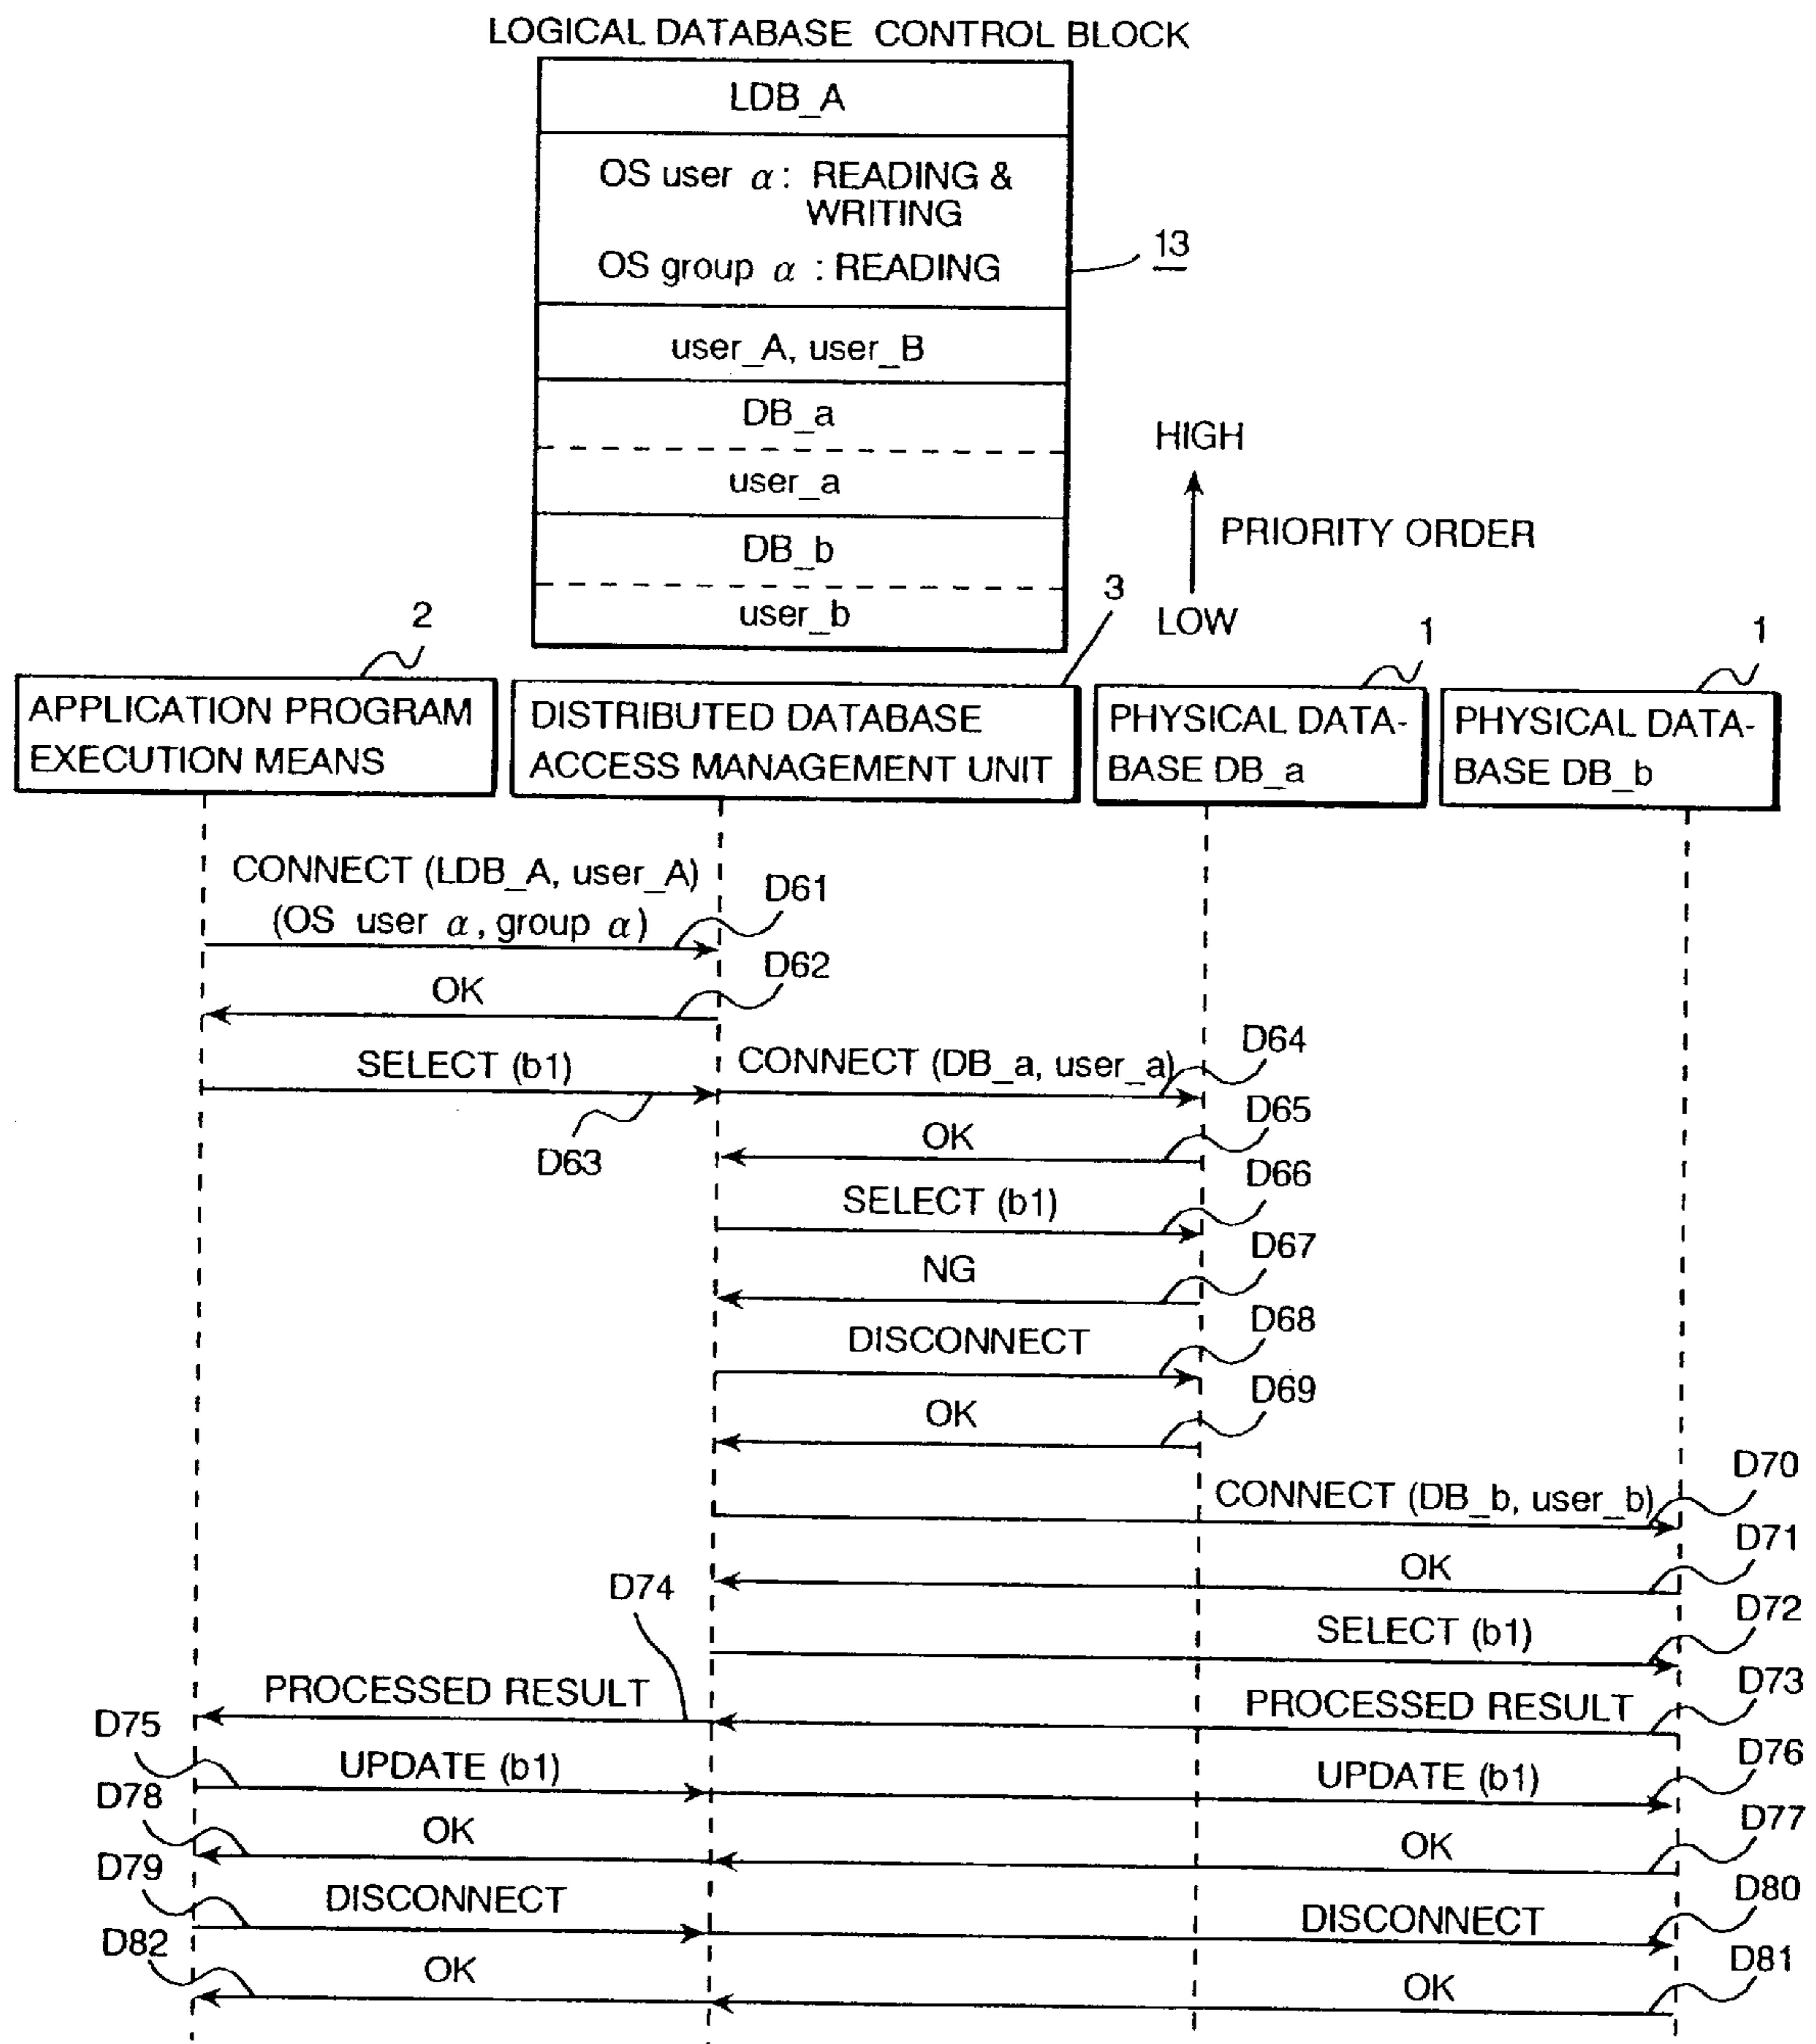 LOGICAL DATABASE CONTROL BLOCK
LDB_A
OS user α : READING &
WRITING
OS group α : READING
13
user_A, user_B
DB_a
user_a
DB_b
user_b
HIGH
PRIORITY ORDER
LOW
2
3
1
1
APPLICATION PROGRAM
EXECUTION MEANS
DISTRIBUTED DATABASE
ACCESS MANAGEMENT UNIT
PHYSICAL DATA-
BASE DB_a
PHYSICAL DATA-
BASE DB_b
CONNECT (LDB_A, user_A)
(OS user α, group α)
D61
OK
D62
SELECT (b1)
D63
CONNECT (DB_a, user_a)
D64
OK
D65
SELECT (b1)
D66
NG
D67
DISCONNECT
D68
OK
D69
CONNECT (DB_b, user_b)
D70
OK
D71
SELECT (b1)
D72
PROCESSED RESULT
D73
PROCESSED RESULT
D74
D75
UPDATE (b1)
UPDATE (b1)
D76
D78
OK
OK
D77
D79
DISCONNECT
DISCONNECT
D80
D82
OK
OK
D81